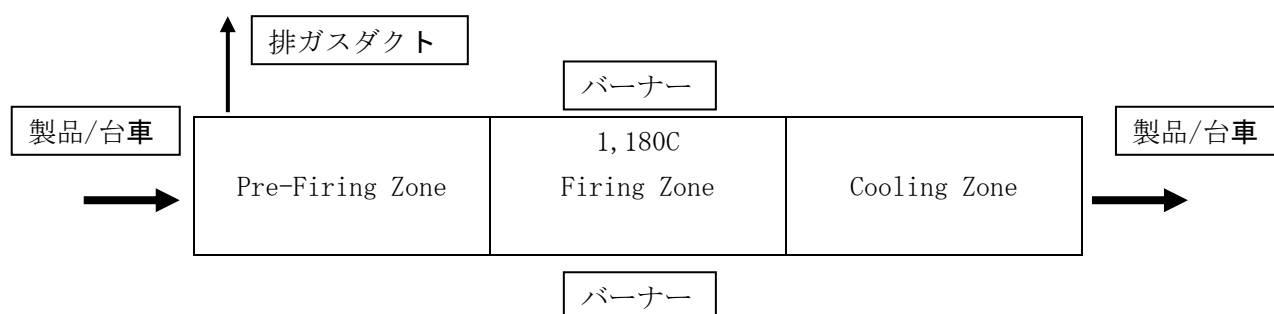 排ガスダクト
バーナー
製品/台車
製品/台車
1,180C
Pre-Firing Zone
Firing Zone
Cooling Zone
バーナー